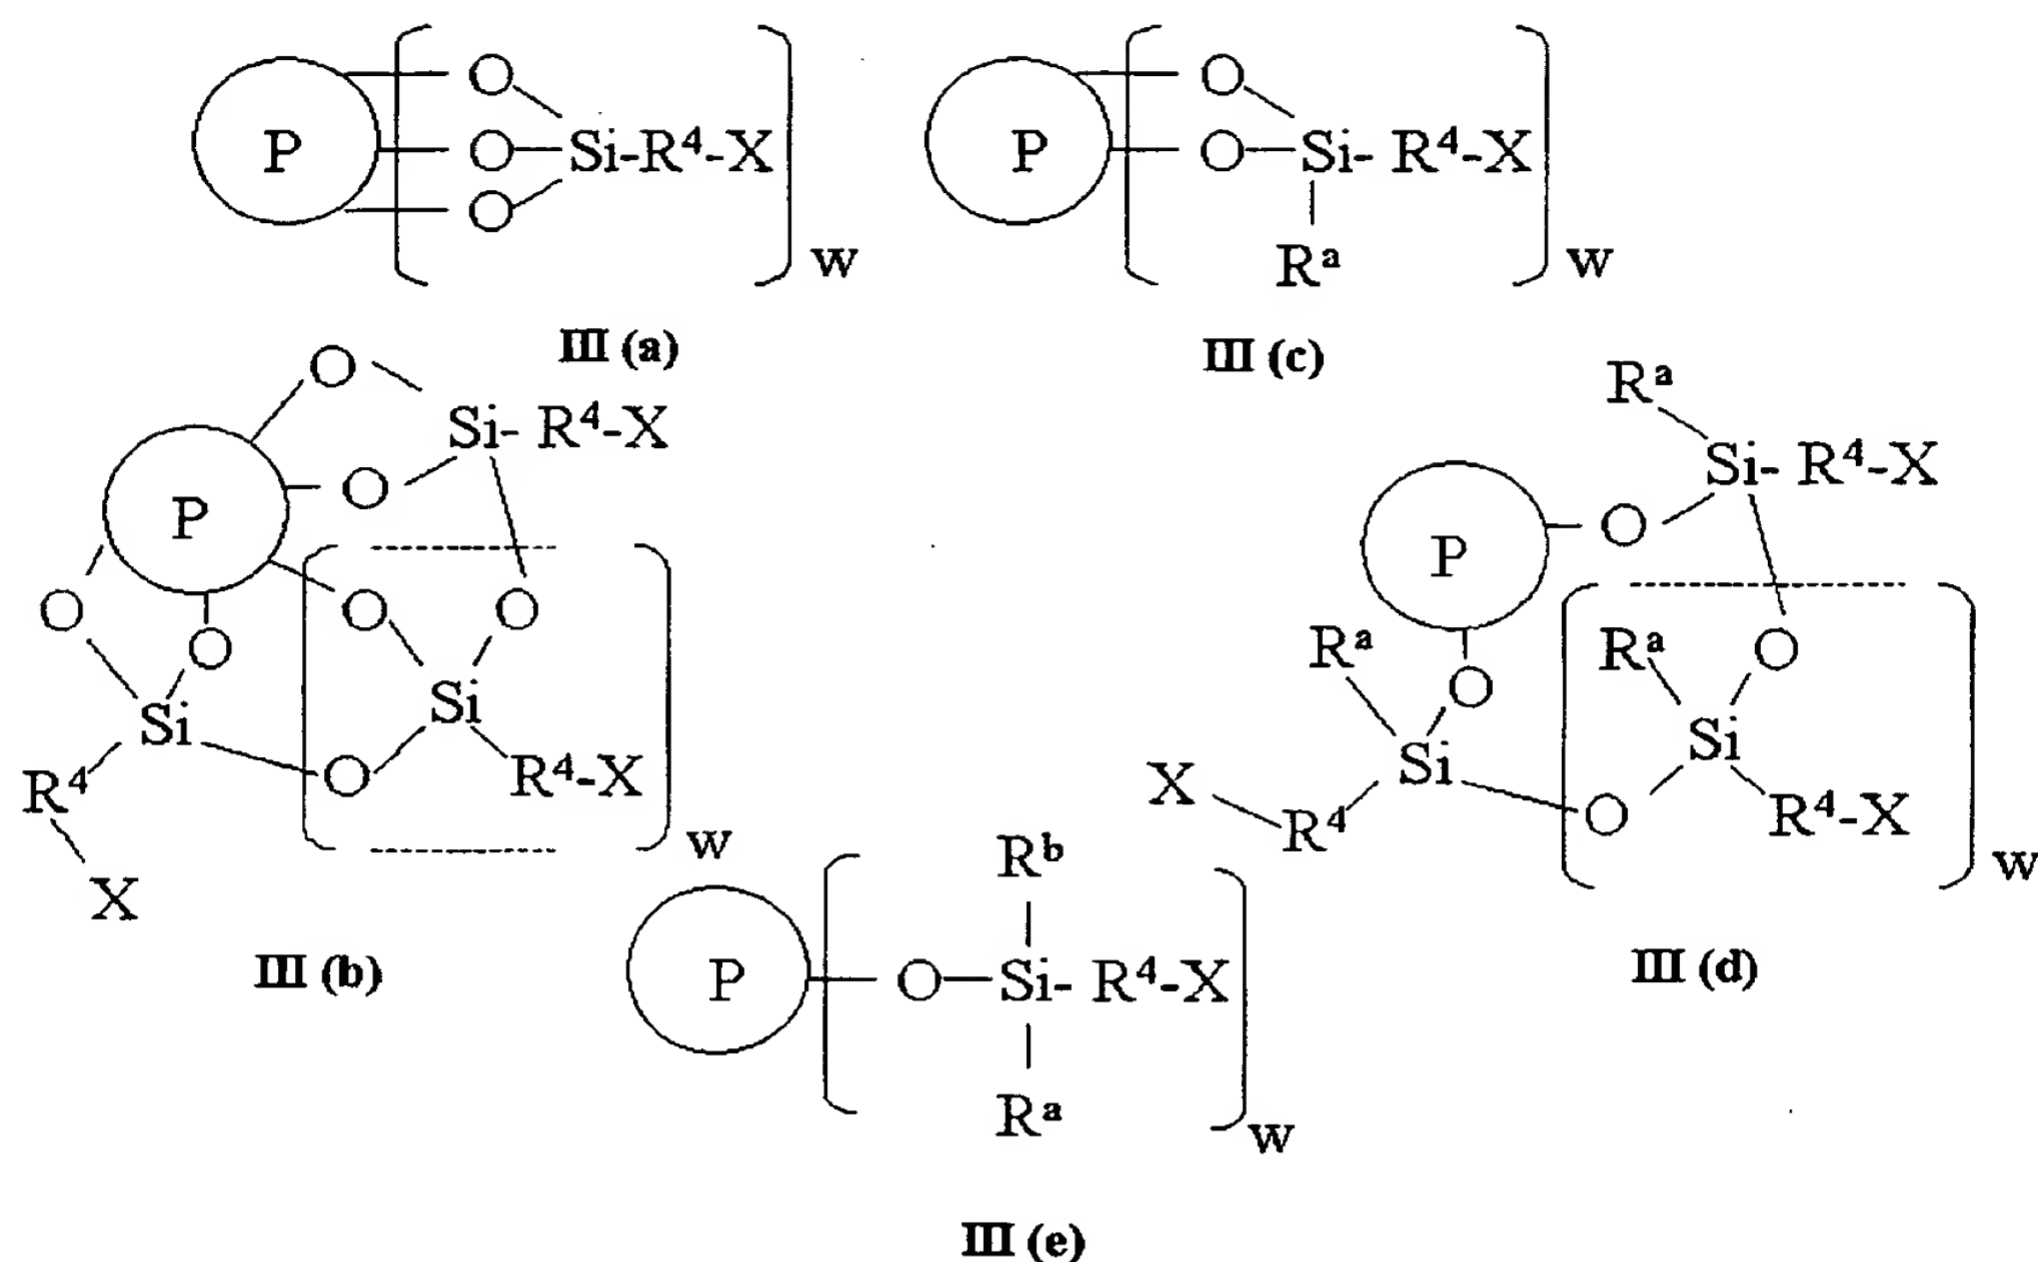 O O
P O Si-R⁴-X P O Si- R⁴-X
O
Rᵃ
w w
III (a) III (c)
O Rᵃ
Si- R⁴-X Si- R⁴-X
P O P O
O O O Rᵃ Rᵃ O
O O
Si Si Si Si
R⁴ O R⁴-X X R⁴ O R⁴-X
w w
X
III (b) III (d)
Rᵇ
P O Si- R⁴-X
Rᵃ
w
III (e)